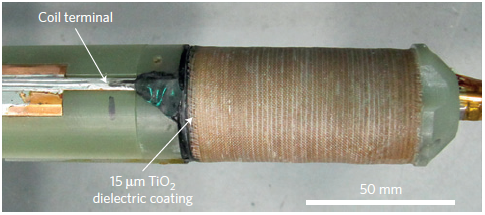 Coil terminal
15 μm TiO₂
dielectric coating
50 mm